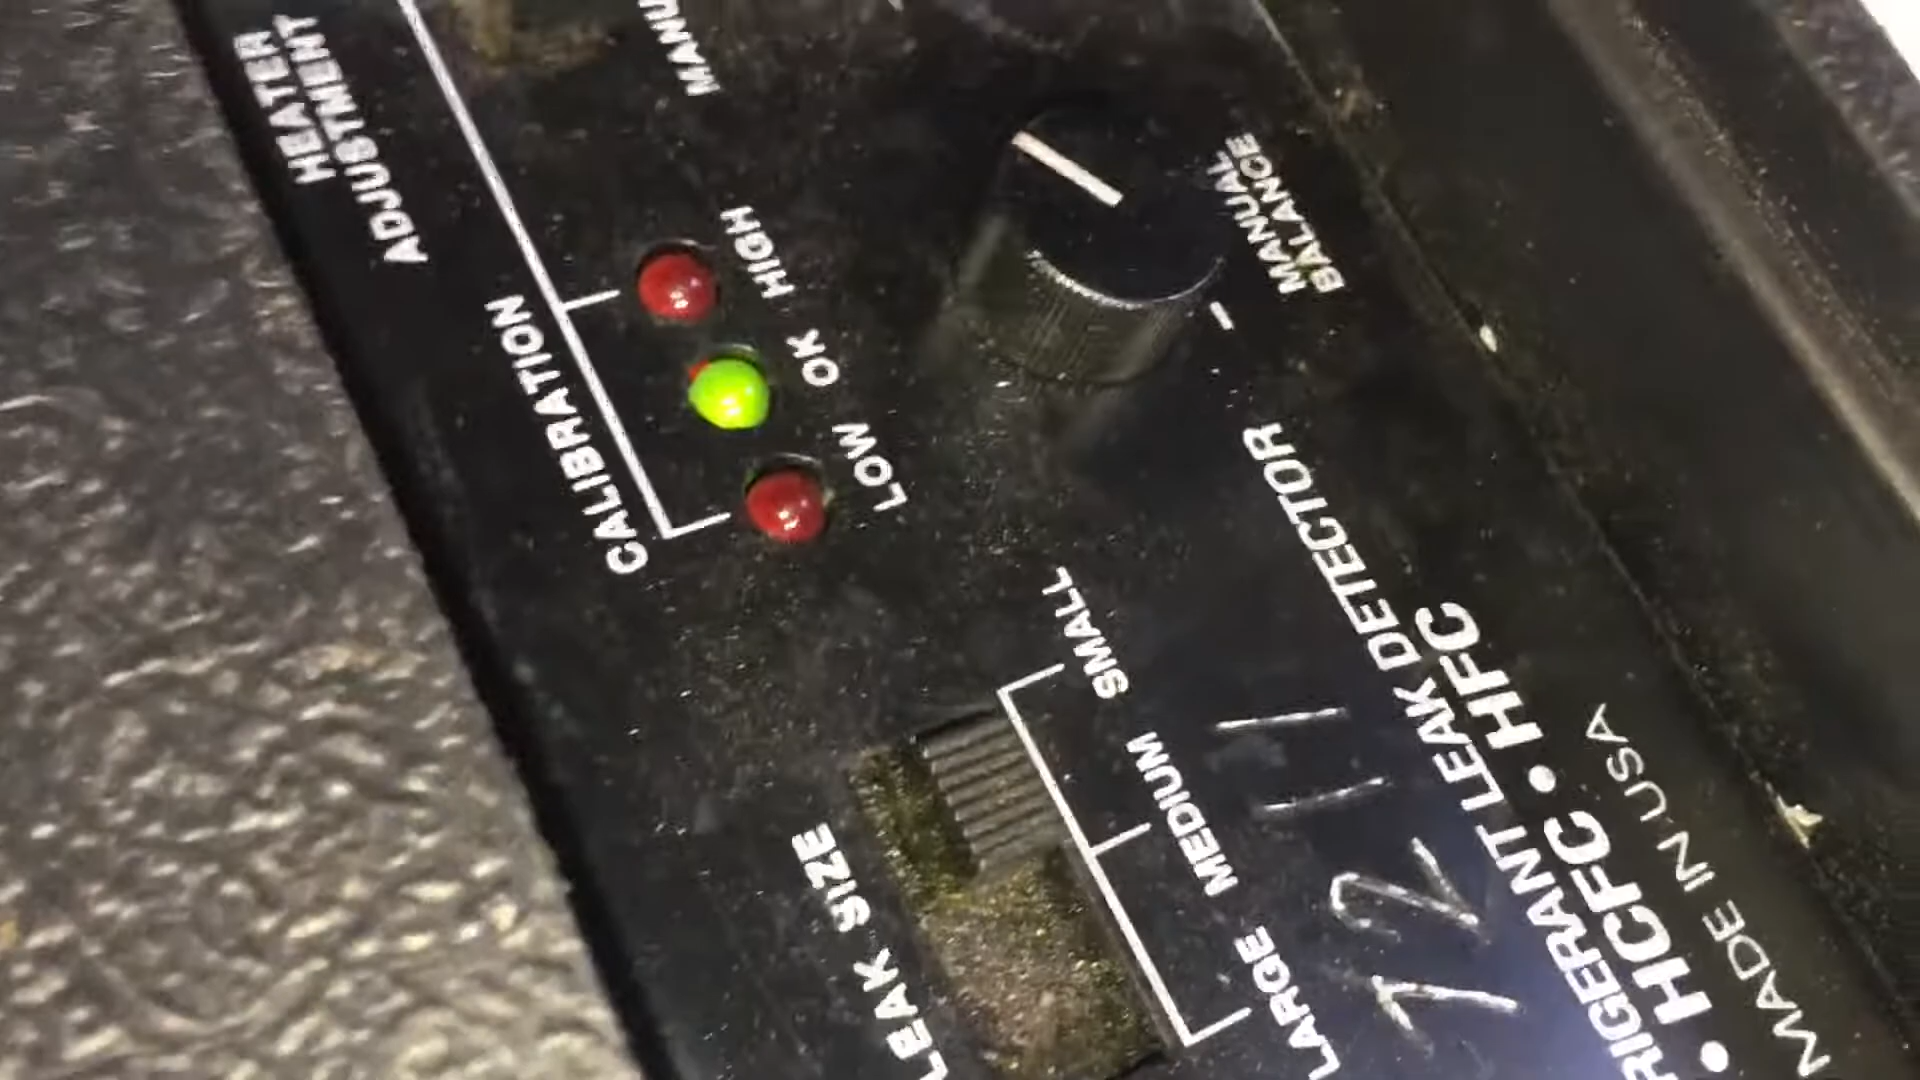 HEATER
ADJUSTMENT
MANU
HIGH
OK
LOW
CALIBRATION
MANUAL
BALANCE
SMALL
MEDIUM
LARGE
LEAK SIZE
RIGERANT LEAK DETECTOR
• HCFC • HFC
MADE IN USA